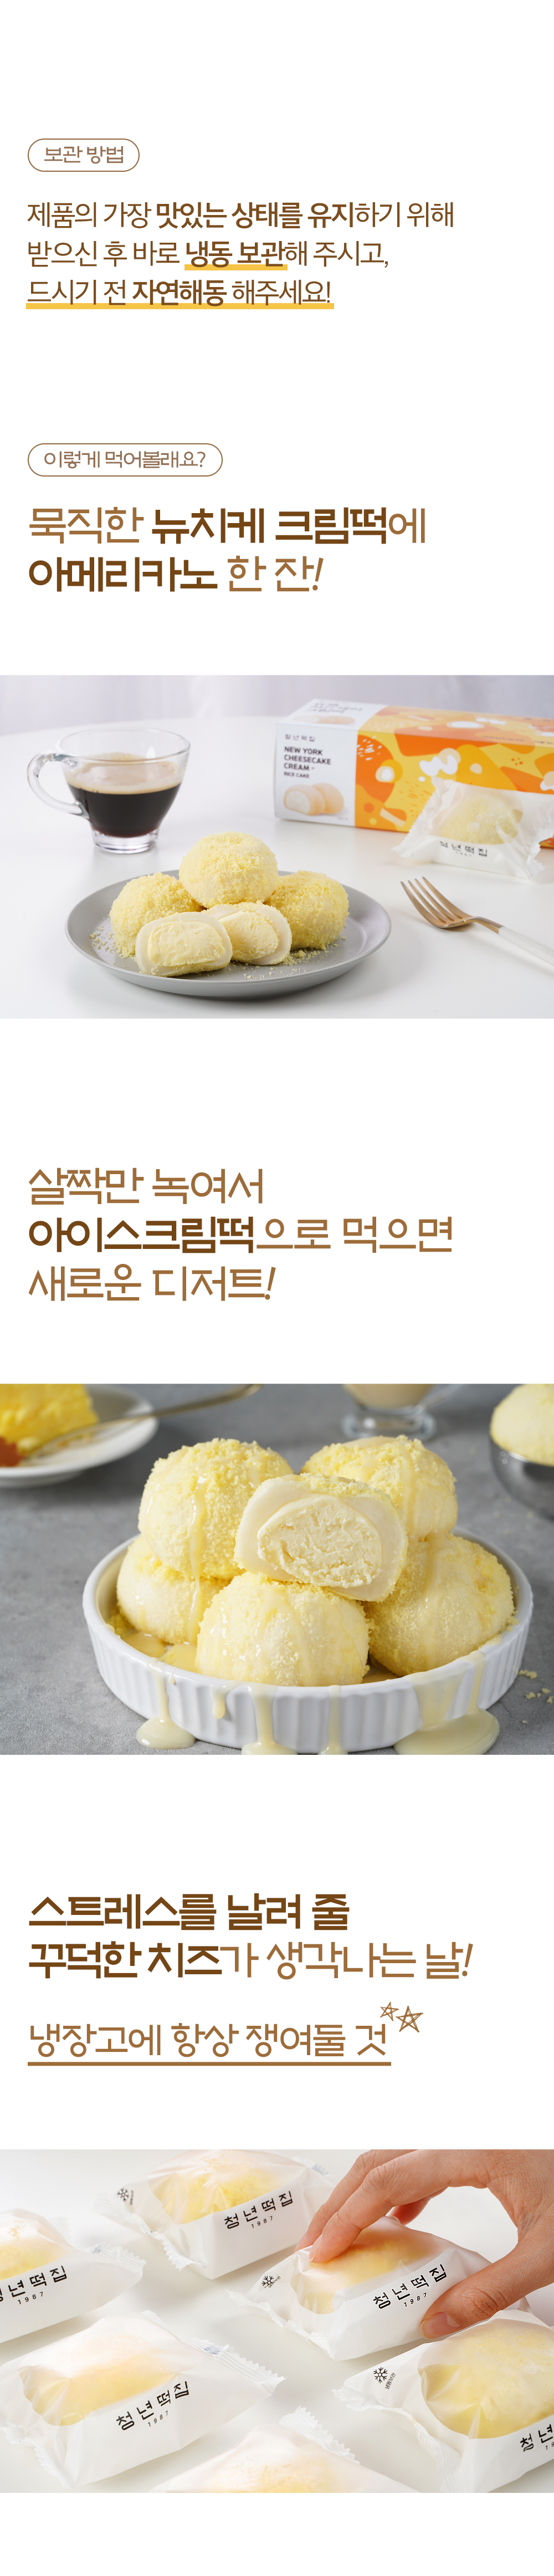 보관 방법
제품의 가장 맛있는 상태를 유지하기 위해
받으신 후 바로 냉동 보관해 주시고,
드시기 전 자연해동 해주세요!
이렇게 먹어볼래요?
묵직한 뉴치케 크림떡에
아메리카노 한 잔!
청년떡집
NEW YORK
CHEESECAKE
CREAM
RICE CAKE
청년떡집
살짝만 녹여서
아이스크림떡으로 먹으면
새로운 디저트!
스트레스를 날려 줄
꾸덕한 치즈가 생각나는 날!
냉장고에 항상 쟁여둘 것
청년떡집
1987
년떡집
1987
청년떡집
1987
청년떡집
1987
청년